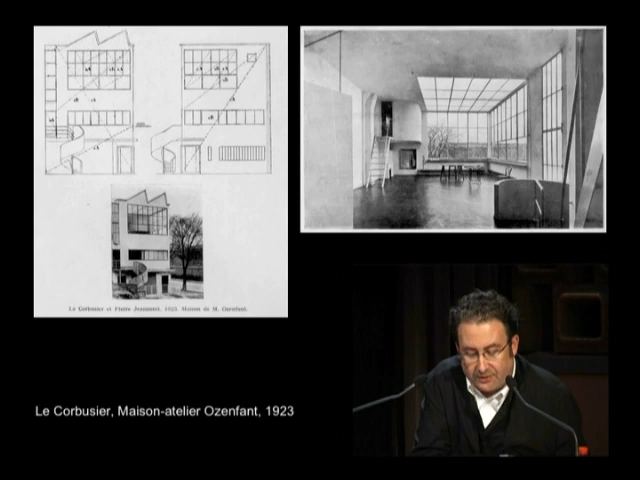 Le Corbusier et Pierre Jeanneret, 1923. Maison de M. Ozenfant.
Le Corbusier, Maison-atelier Ozenfant, 1923